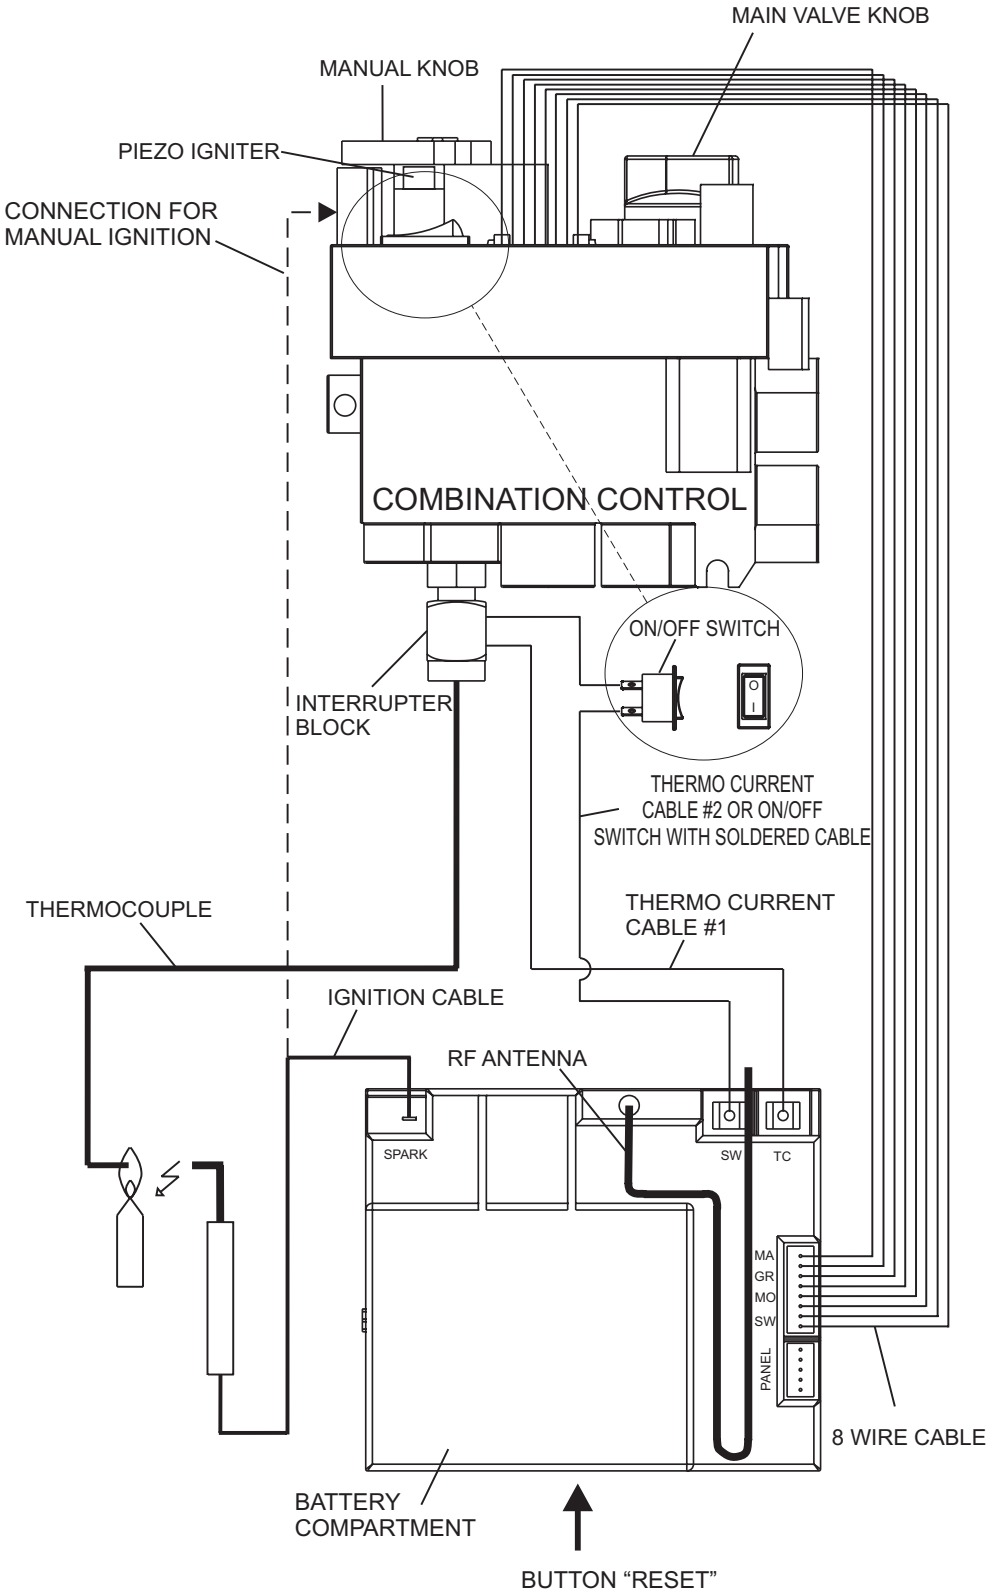 MAIN VALVE KNOB
MANUAL KNOB
PIEZO IGNITER
CONNECTION FOR
MANUAL IGNITION
COMBINATION CONTROL
ON/OFF SWITCH
INTERRUPTER
BLOCK
THERMO CURRENT
CABLE #2 OR ON/OFF
SWITCH WITH SOLDERED CABLE
THERMOCOUPLE
THERMO CURRENT
CABLE #1
IGNITION CABLE
RF ANTENNA
SPARK
SW
TC
MA
GR
MO
SW
PANEL
8 WIRE CABLE
BATTERY
COMPARTMENT
BUTTON “RESET”